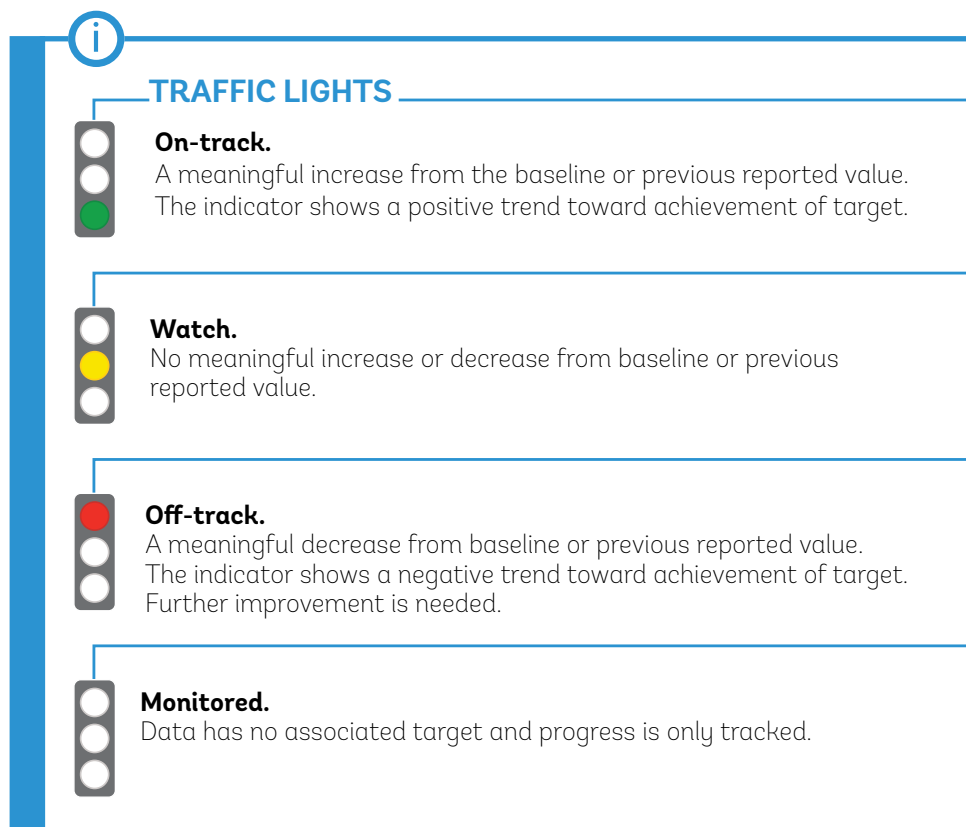 i
TRAFFIC LIGHTS
On-track.
A meaningful increase from the baseline or previous reported value.
The indicator shows a positive trend toward achievement of target.
Watch.
No meaningful increase or decrease from baseline or previous
reported value.
Off-track.
A meaningful decrease from baseline or previous reported value.
The indicator shows a negative trend toward achievement of target.
Further improvement is needed.
Monitored.
Data has no associated target and progress is only tracked.